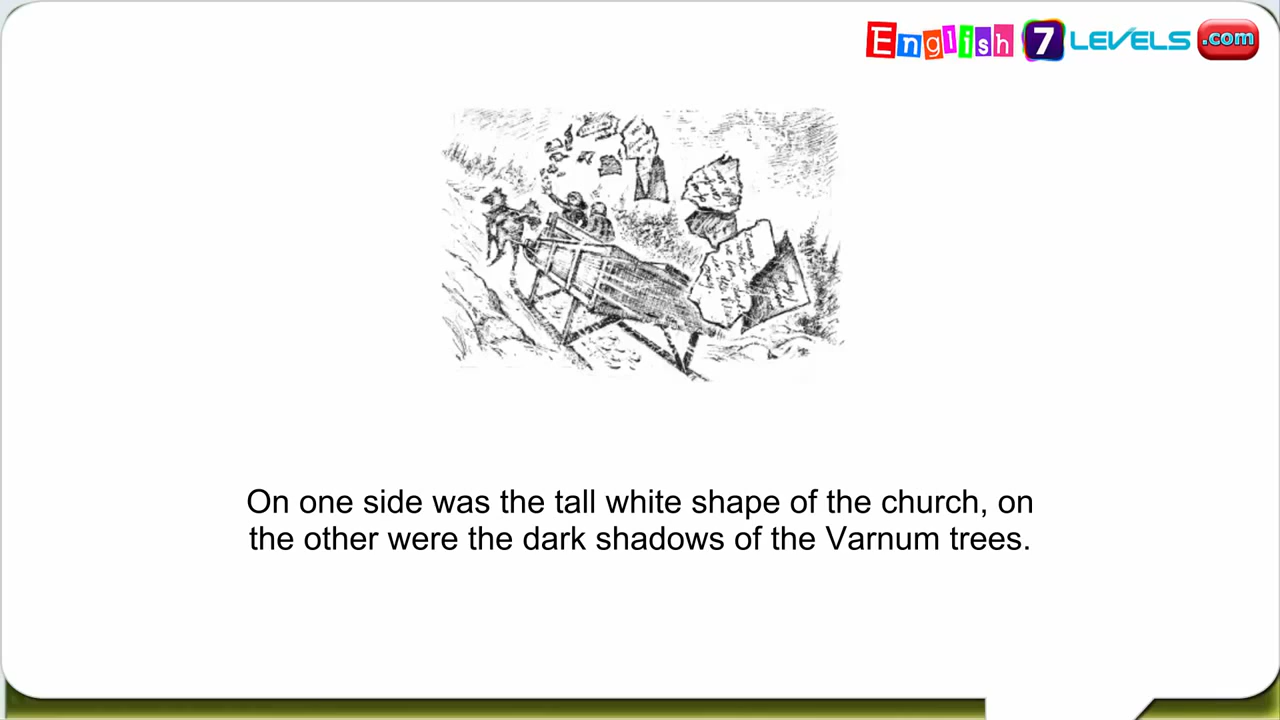 English 7 LEVELS .com
On one side was the tall white shape of the church, on
the other were the dark shadows of the Varnum trees.